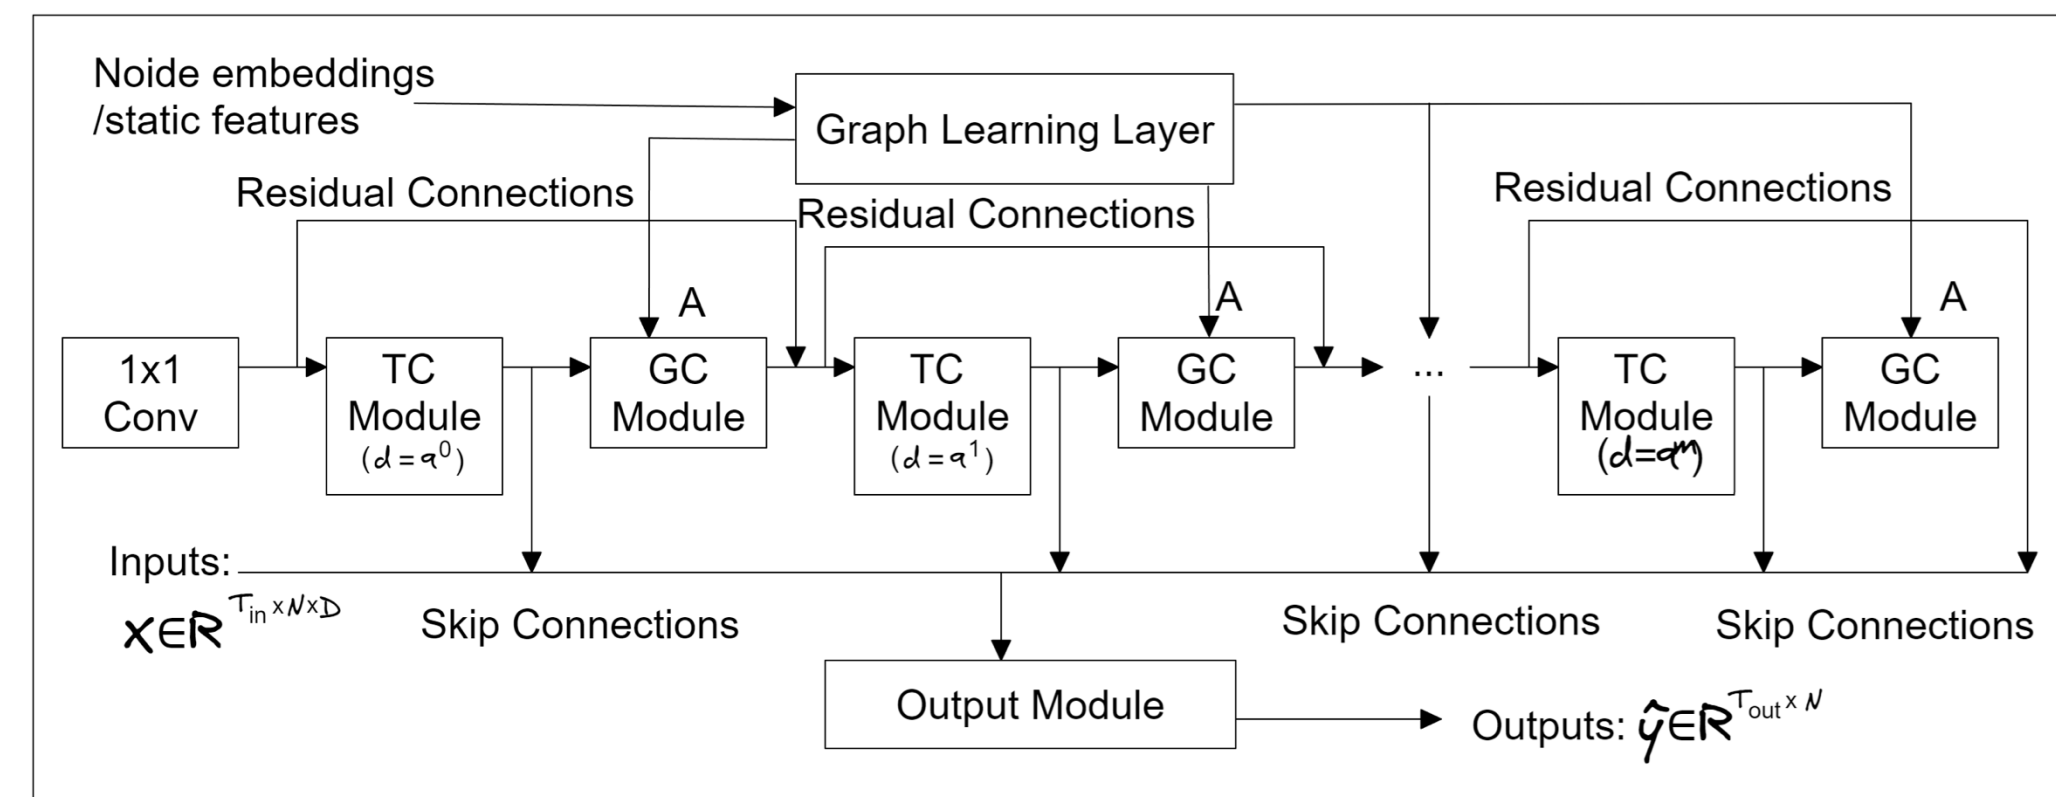 Noide embeddings
/static features
Graph Learning Layer
Residual Connections
Residual Connections
Residual Connections
A
A
A
1x1
Conv
TC
Module
(d=q⁰)
GC
Module
TC
Module
(d=q¹)
GC
Module
...
TC
Module
(d=qᵐ)
GC
Module
Inputs:
X∈R^{T_in×N×D}
Skip Connections
Skip Connections
Skip Connections
Output Module
Outputs: ŷ∈R^{T_out×N}